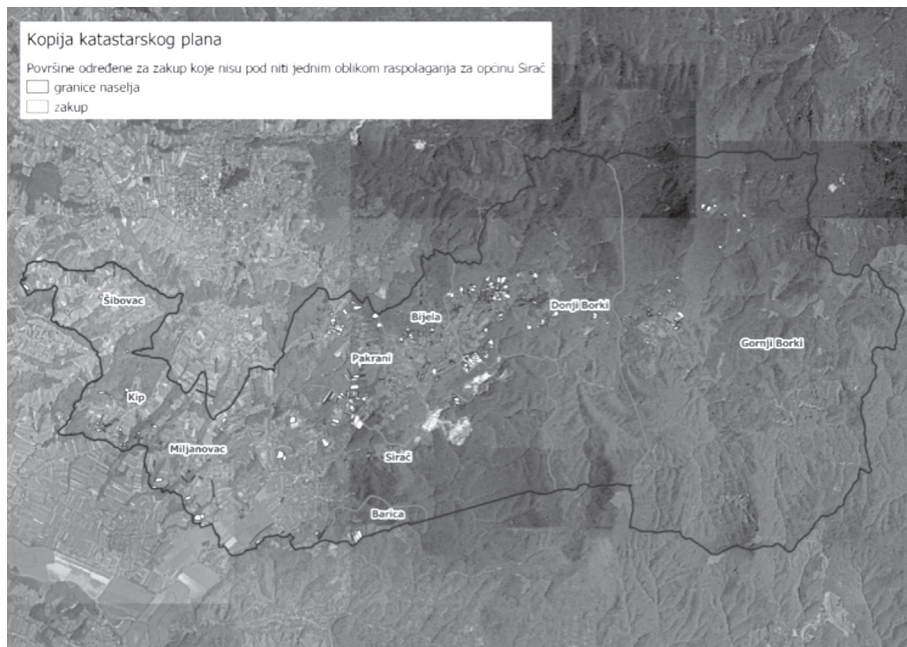 Kopija katastarskog plana
Površine određene za zakup koje nisu pod niti jednim oblikom raspolaganja za općinu Sirač
granice naselja
zakup
Šibovac
Donji Borki
Bijela
Gornji Borki
Pakrani
Kip
Miljanovac
Sirač
Barica